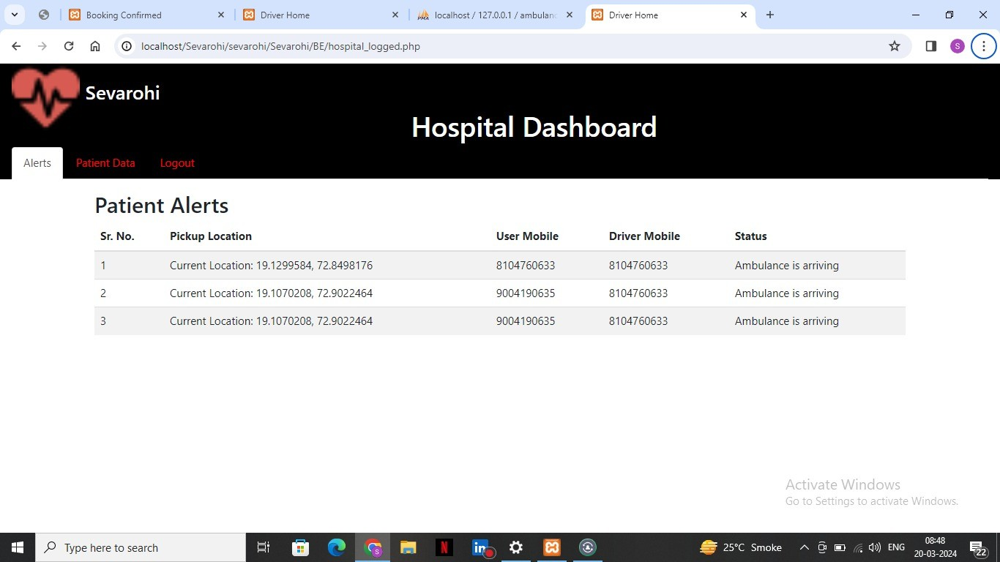 Booking Confirmed
Driver Home
PMA
localhost / 127.0.0.1 / ambulanc
Driver Home
localhost/Sevarohi/sevarohi/Sevarohi/BE/hospital_logged.php
S
Sevarohi
Hospital Dashboard
Alerts Patient Data Logout
Patient Alerts
Sr. No. Pickup Location User Mobile Driver Mobile Status
1 Current Location: 19.1299584, 72.8498176 8104760633 8104760633 Ambulance is arriving
2 Current Location: 19.1070208, 72.9022464 9004190635 8104760633 Ambulance is arriving
3 Current Location: 19.1070208, 72.9022464 9004190635 8104760633 Ambulance is arriving
Activate Windows
Go to Settings to activate Windows.
Type here to search
S
N
in
25°C Smoke
ENG
08:48
20-03-2024
22